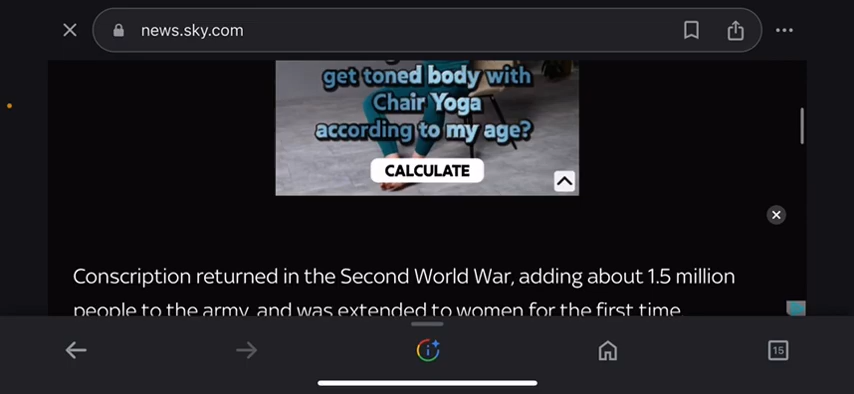 news.sky.com
get toned body with
Chair Yoga
according to my age?
CALCULATE
Conscription returned in the Second World War, adding about 1.5 million
people to the army, and was extended to women for the first time
15